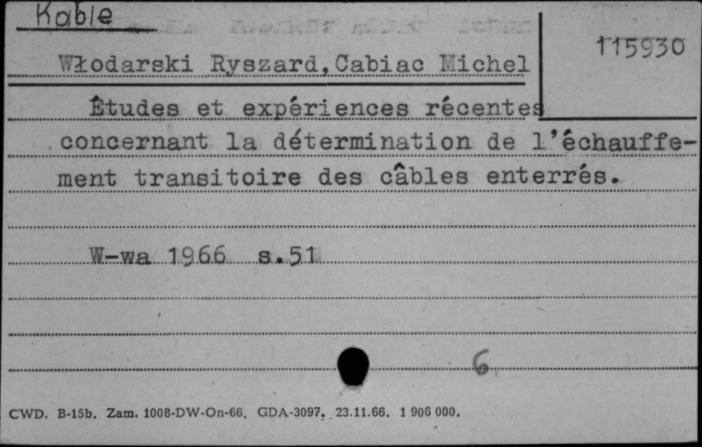 Kable
115930
Włodarski Ryszard, Cabiac Michel
Êtudes et expériences récentes
concernant la détermination de l'échauffe-
ment transitoire des câbles enterrés.
W-wa 1966 s.51
6
CWD. B-15b. Zam. 1008-DW-On-66. GDA-3097. 23.11.66. 1 906 000.